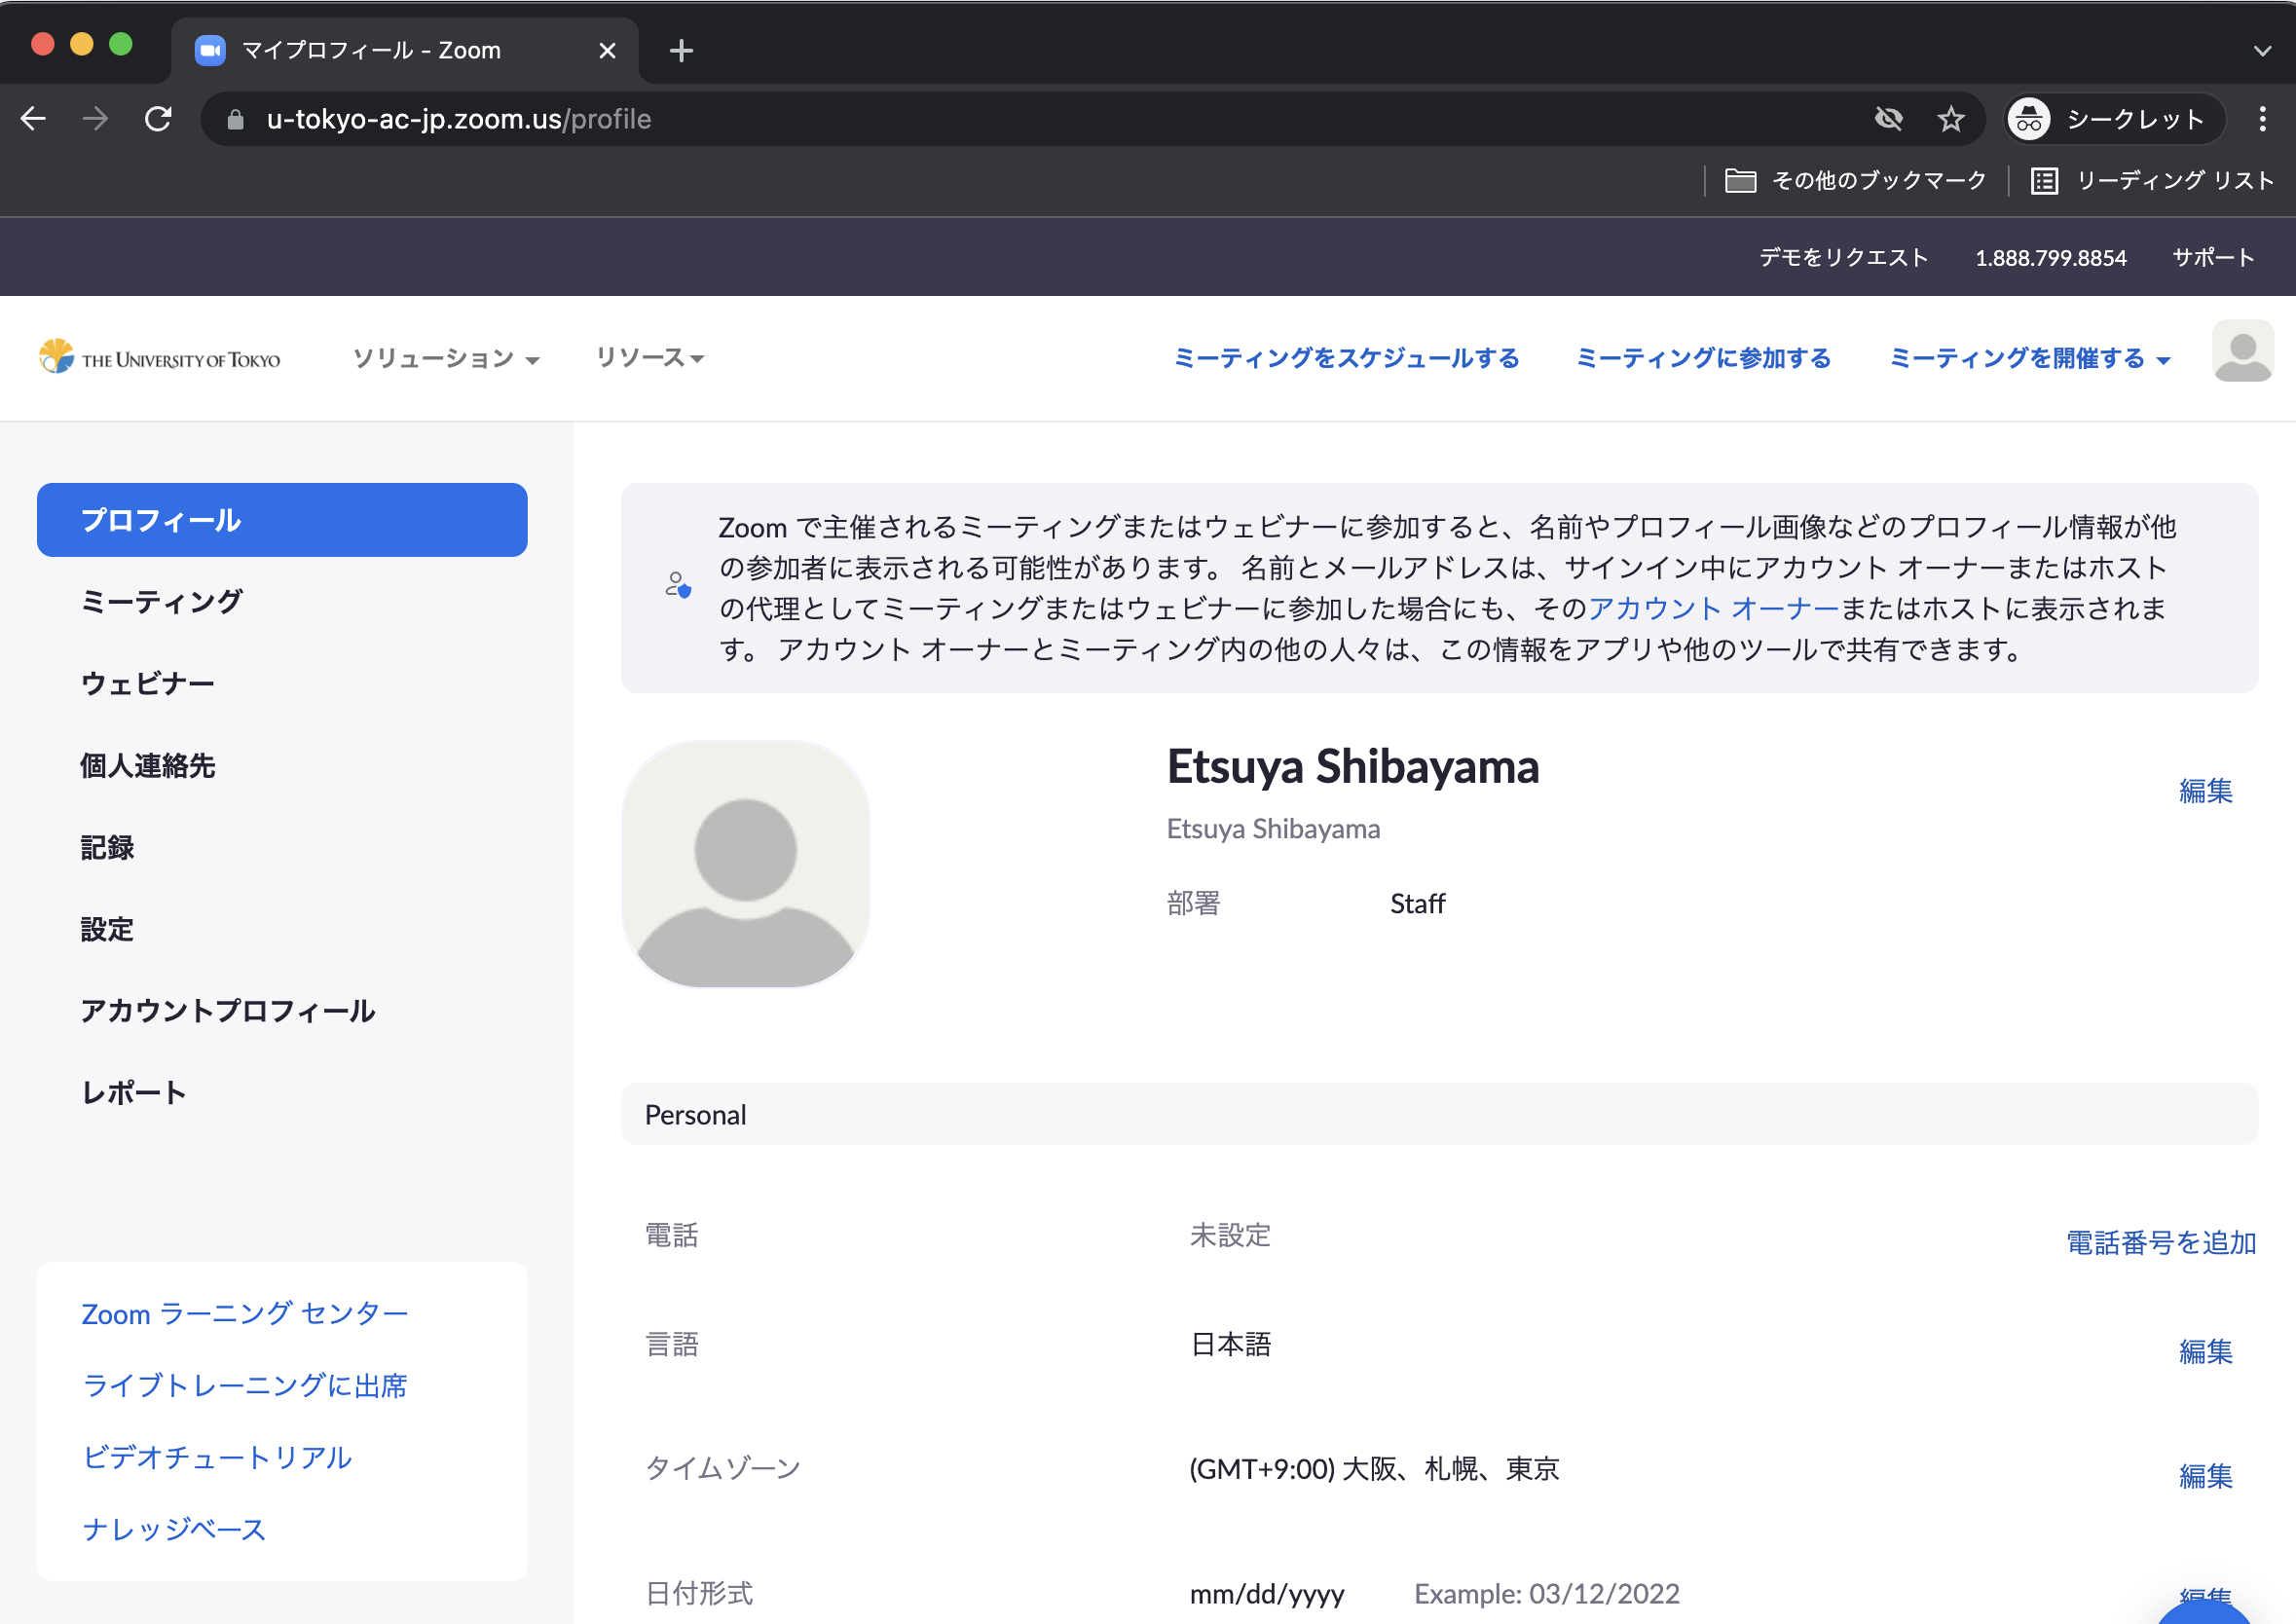 マイプロフィール - Zoom
u-tokyo-ac-jp.zoom.us/profile
シークレット
その他のブックマーク
リーディング リスト
デモをリクエスト
1.888.799.8854
サポート
THE UNIVERSITY OF TOKYO
ソリューション
リソース
ミーティングをスケジュールする
ミーティングに参加する
ミーティングを開催する
プロフィール
ミーティング
ウェビナー
個人連絡先
記録
設定
アカウントプロフィール
レポート
Zoom ラーニング センター
ライブトレーニングに出席
ビデオチュートリアル
ナレッジベース
Zoom で主催されるミーティングまたはウェビナーに参加すると、名前やプロフィール画像などのプロフィール情報が他
の参加者に表示される可能性があります。 名前とメールアドレスは、サインイン中にアカウント オーナーまたはホスト
の代理としてミーティングまたはウェビナーに参加した場合にも、そのアカウント オーナーまたはホストに表示されま
す。 アカウント オーナーとミーティング内の他の人々は、この情報をアプリや他のツールで共有できます。
Etsuya Shibayama
編集
Etsuya Shibayama
部署 Staff
Personal
電話 未設定 電話番号を追加
言語 日本語 編集
タイムゾーン (GMT+9:00) 大阪、札幌、東京 編集
日付形式 mm/dd/yyyy Example: 03/12/2022 編集